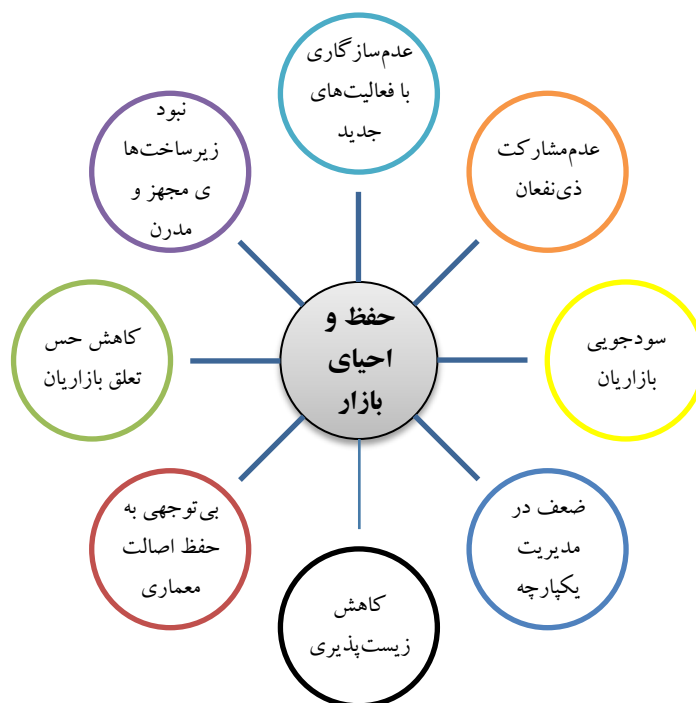 عدم‌سازگاری
با فعالیت‌های
جدید
عدم‌مشارکت
ذی‌نفعان
سودجویی
بازاریان
ضعف در
مدیریت
یکپارچه
کاهش
زیست‌پذیری
بی‌توجهی به
حفظ اصالت
معماری
کاهش حس
تعلق بازاریان
نبود
زیرساخت‌ها
ی مجهز و
مدرن
حفظ و
احیای
بازار